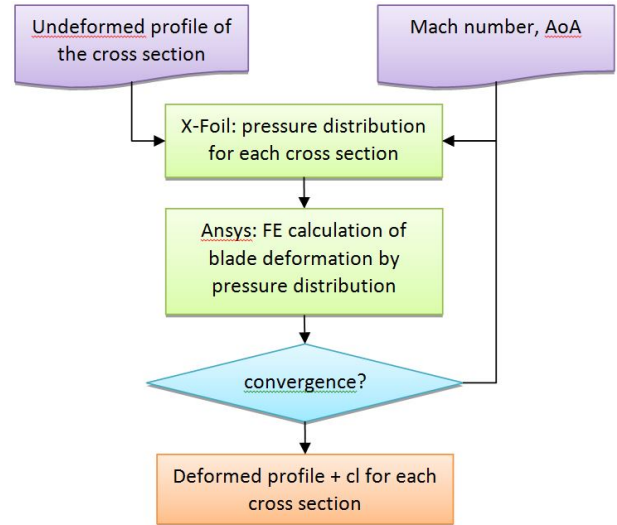 Undeformed profile of
the cross section
Mach number, AoA
X-Foil: pressure distribution
for each cross section
Ansys: FE calculation of
blade deformation by
pressure distribution
convergence?
Deformed profile + cl for each
cross section